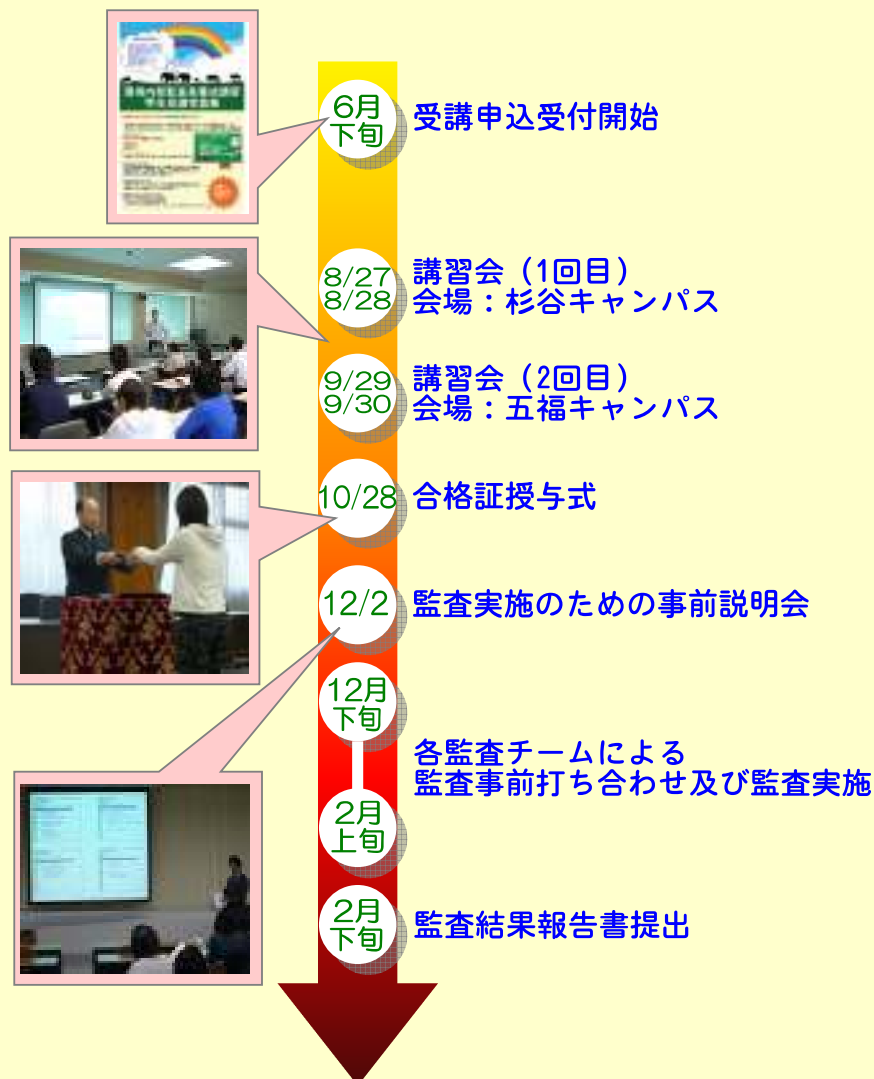 6月
下旬
受講申込受付開始
8/27
8/28
講習会（1回目）
会場：杉谷キャンパス
9/29
9/30
講習会（2回目）
会場：五福キャンパス
10/28
合格証授与式
12/2
監査実施のための事前説明会
12月
下旬
各監査チームによる
監査事前打ち合わせ及び監査実施
2月
上旬
2月
下旬
監査結果報告書提出